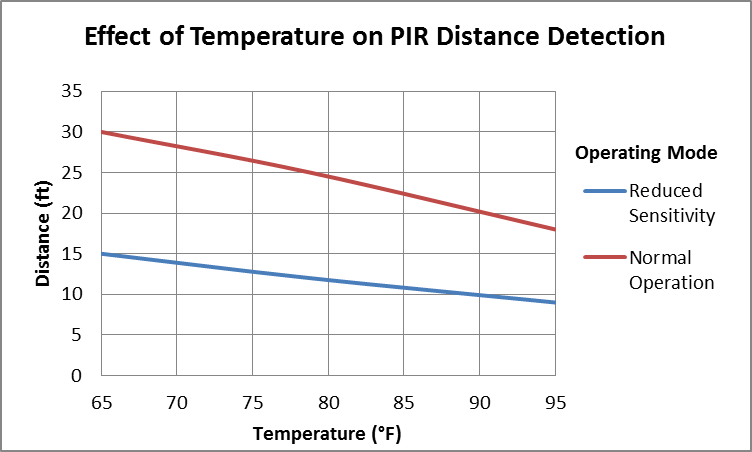 Effect of Temperature on PIR Distance Detection
35
30
25
20
15
10
5
0
Distance (ft)
65 70 75 80 85 90 95
Temperature (°F)
Operating Mode
Reduced
Sensitivity
Normal
Operation